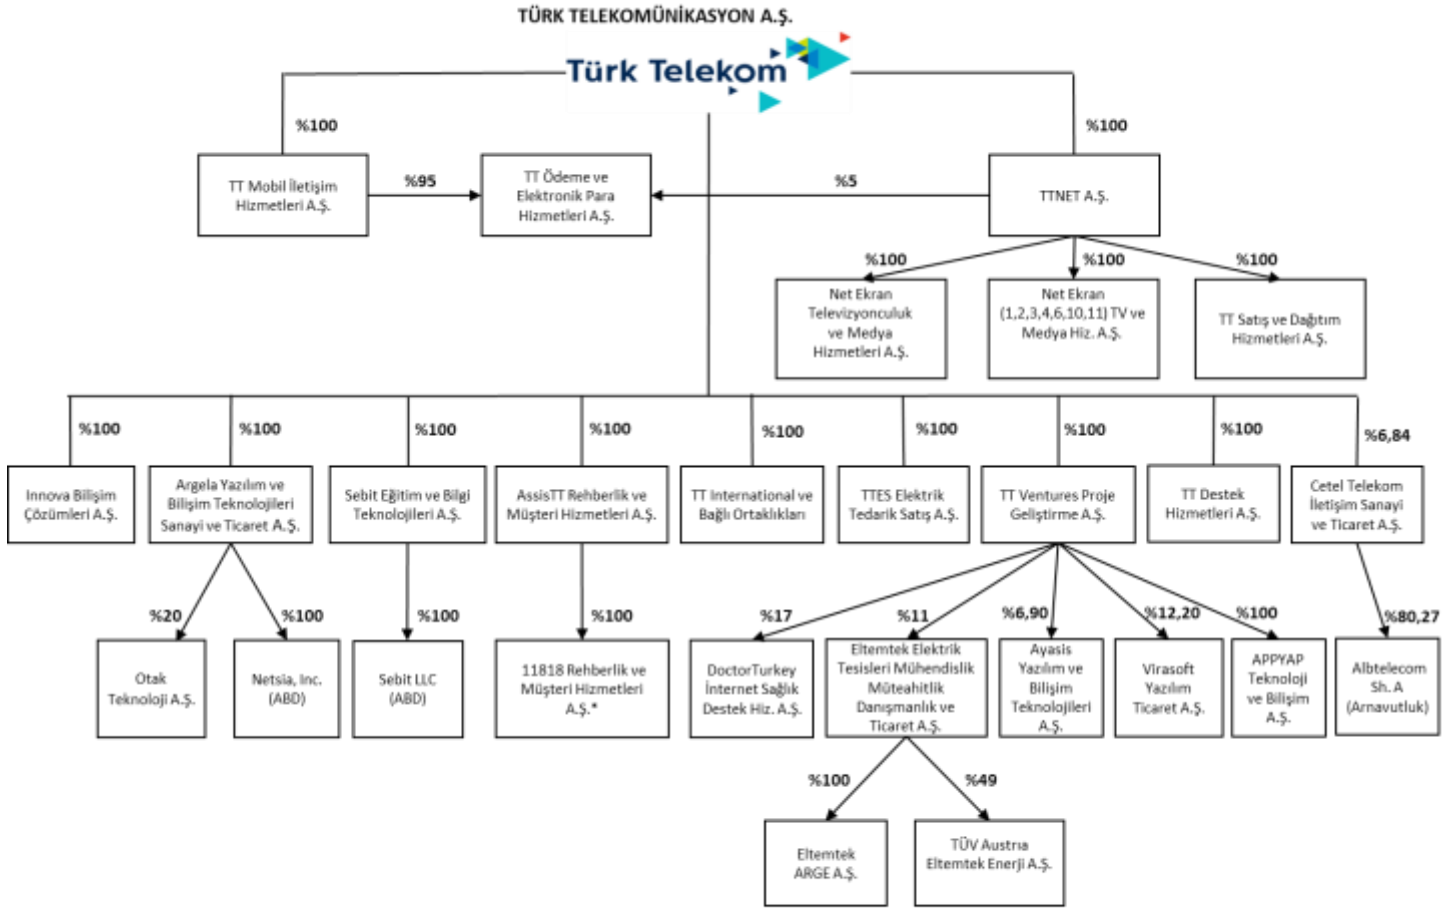 TÜRK TELEKOMÜNİKASYON A.Ş.
Türk Telekom
%100
%100
TT Mobil İletişim
Hizmetleri A.Ş.
%95
TT Ödeme ve
Elektronik Para
Hizmetleri A.Ş.
%5
TTNET A.Ş.
%100
%100
%100
Net Ekran
Televizyonculuk
ve Medya
Hizmetleri A.Ş.
Net Ekran
(1,2,3,4,6,10,11) TV ve
Medya Hiz. A.Ş.
TT Satış ve Dağıtım
Hizmetleri A.Ş.
%100
%100
%100
%100
%100
%100
%100
%100
%6,84
Innova Bilişim
Çözümleri A.Ş.
Argela Yazılım ve
Bilişim Teknolojileri
Sanayi ve Ticaret A.Ş.
Sebit Eğitim ve Bilgi
Teknolojileri A.Ş.
AssisTT Rehberlik ve
Müşteri Hizmetleri A.Ş.
TT International ve
Bağlı Ortaklıkları
TTES Elektrik
Tedarik Satış A.Ş.
TT Ventures Proje
Geliştirme A.Ş.
TT Destek
Hizmetleri A.Ş.
Cetel Telekom
İletişim Sanayi
ve Ticaret A.Ş.
%20
%100
%100
%100
%17
%11
%6,90
%12,20
%100
%80,27
Otak
Teknoloji A.Ş.
Netsia, Inc.
(ABD)
Sebit LLC
(ABD)
11818 Rehberlik ve
Müşteri Hizmetleri
A.Ş.*
DoctorTurkey
İnternet Sağlık
Destek Hiz. A.Ş.
Eltemtek Elektrik
Tesisleri Mühendislik
Müteahitlik
Danışmanlık ve
Ticaret A.Ş.
Ayasis
Yazılım ve
Bilişim
Teknolojileri
A.Ş.
Virasoft
Yazılım
Ticaret A.Ş.
APPYAP
Teknoloji
ve Bilişim
A.Ş.
Albtelecom
Sh. A
(Arnavutluk)
%100
%49
Eltemtek
ARGE A.Ş.
TÜV Austria
Eltemtek Enerji A.Ş.